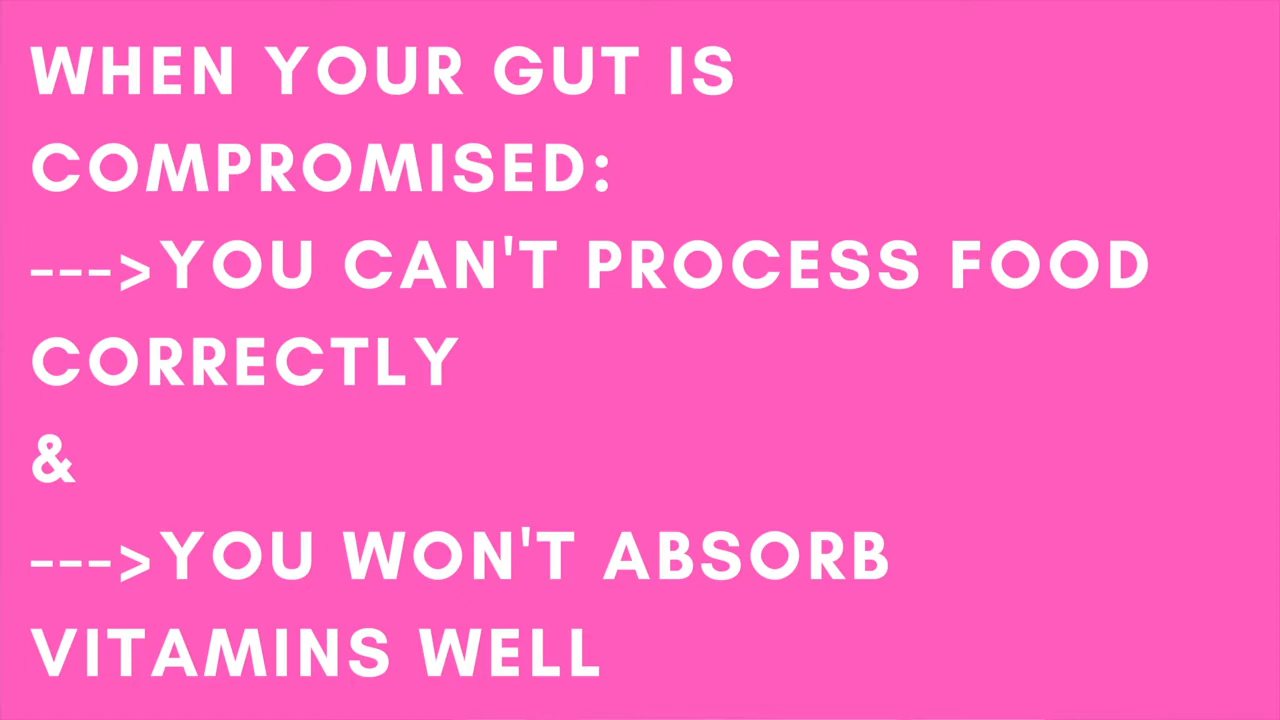 WHEN YOUR GUT IS
COMPROMISED:
--->YOU CAN'T PROCESS FOOD
CORRECTLY
&
--->YOU WON'T ABSORB
VITAMINS WELL